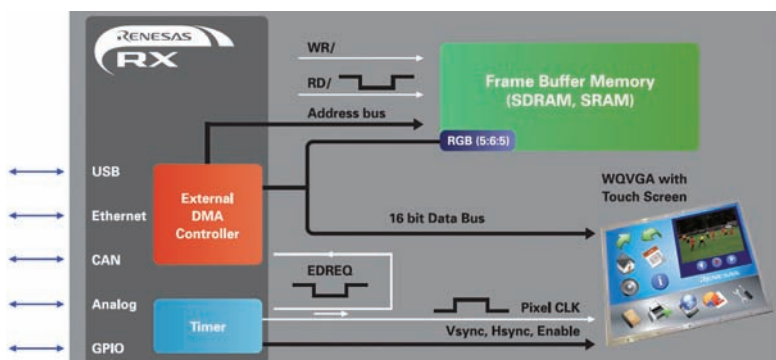 RENESAS
RX
WR/
RD/
Address bus
Frame Buffer Memory
(SDRAM, SRAM)
RGB (5:6:5)
USB
Ethernet
CAN
Analog
GPIO
External
DMA
Controller
16 bit Data Bus
WQVGA with
Touch Screen
EDREQ
Timer
Pixel CLK
Vsync, Hsync, Enable
RENESAS